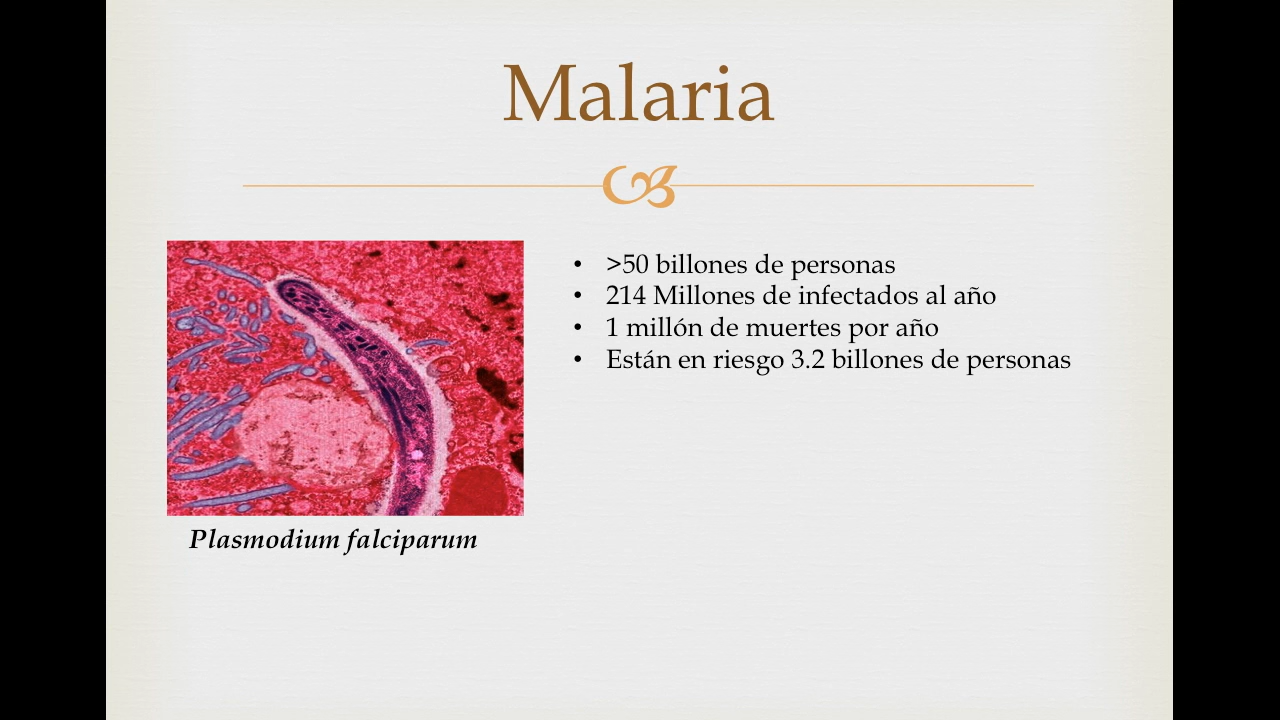 Malaria
• >50 billones de personas
• 214 Millones de infectados al año
• 1 millón de muertes por año
• Están en riesgo 3.2 billones de personas
Plasmodium falciparum